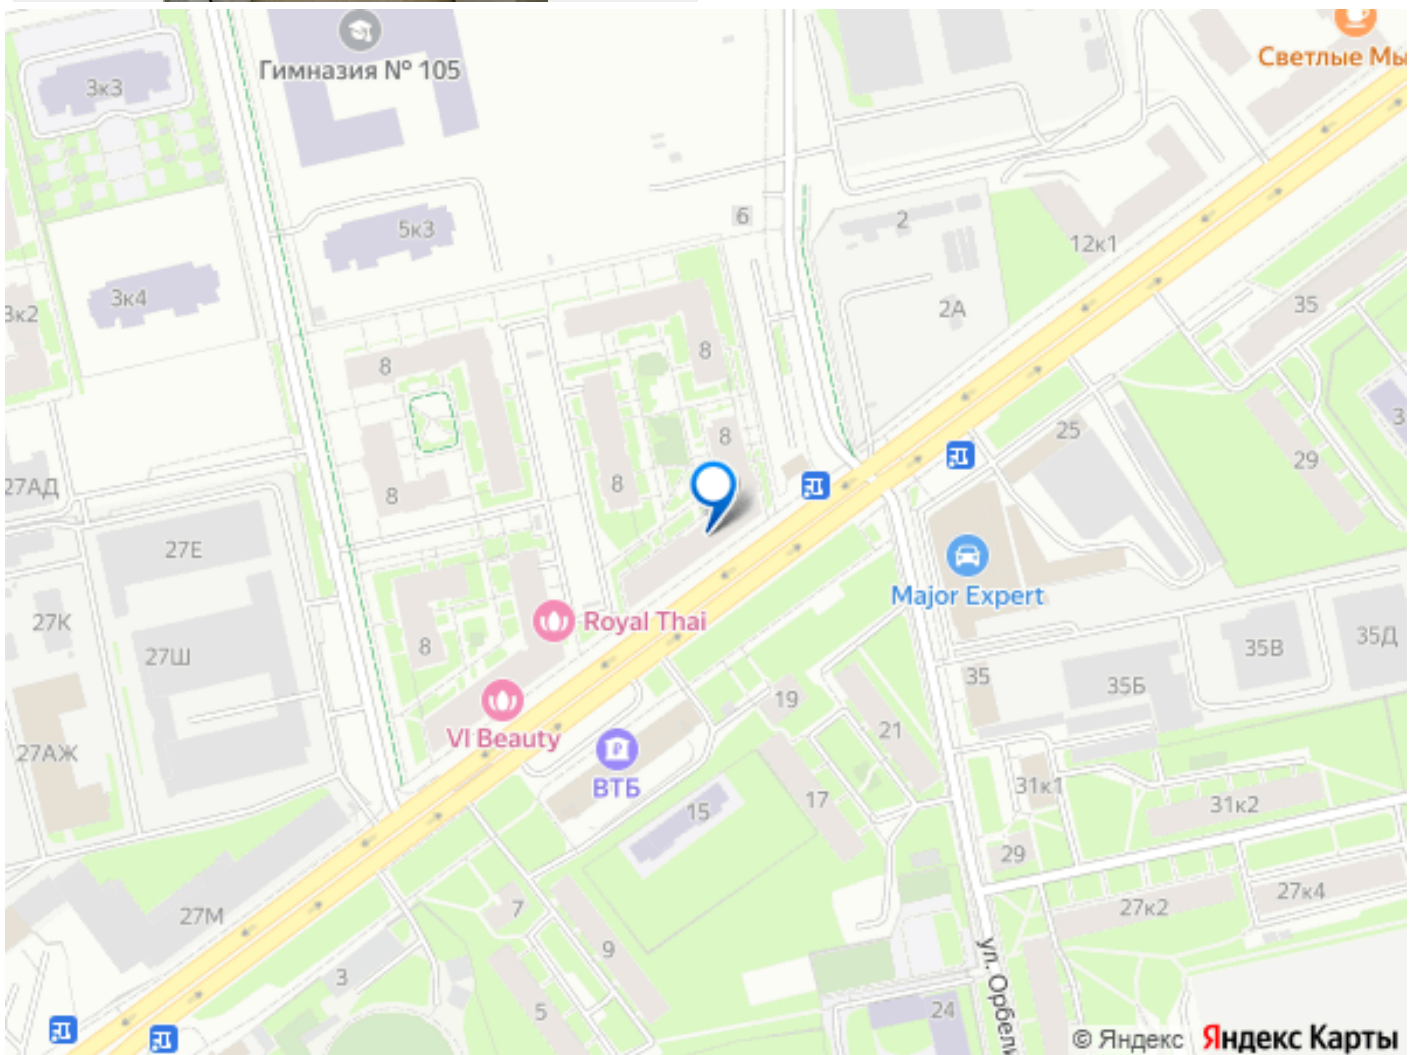 Гимназия № 105
Светлые Мы
3к3
5к3
6
2
12к1
3к4
3к2
2А
35
8
8
8
25
3
29
27АД
8
8
27Е
Major Expert
Royal Thai
27К
27Ш
8
35В
35Д
35
35Б
19
21
VI Beauty
27АЖ
ВТБ
31к1
31к2
15
17
29
27к4
27к2
27М
7
9
3
5
24
ул. Орбели
© Яндекс
Яндекс Карты